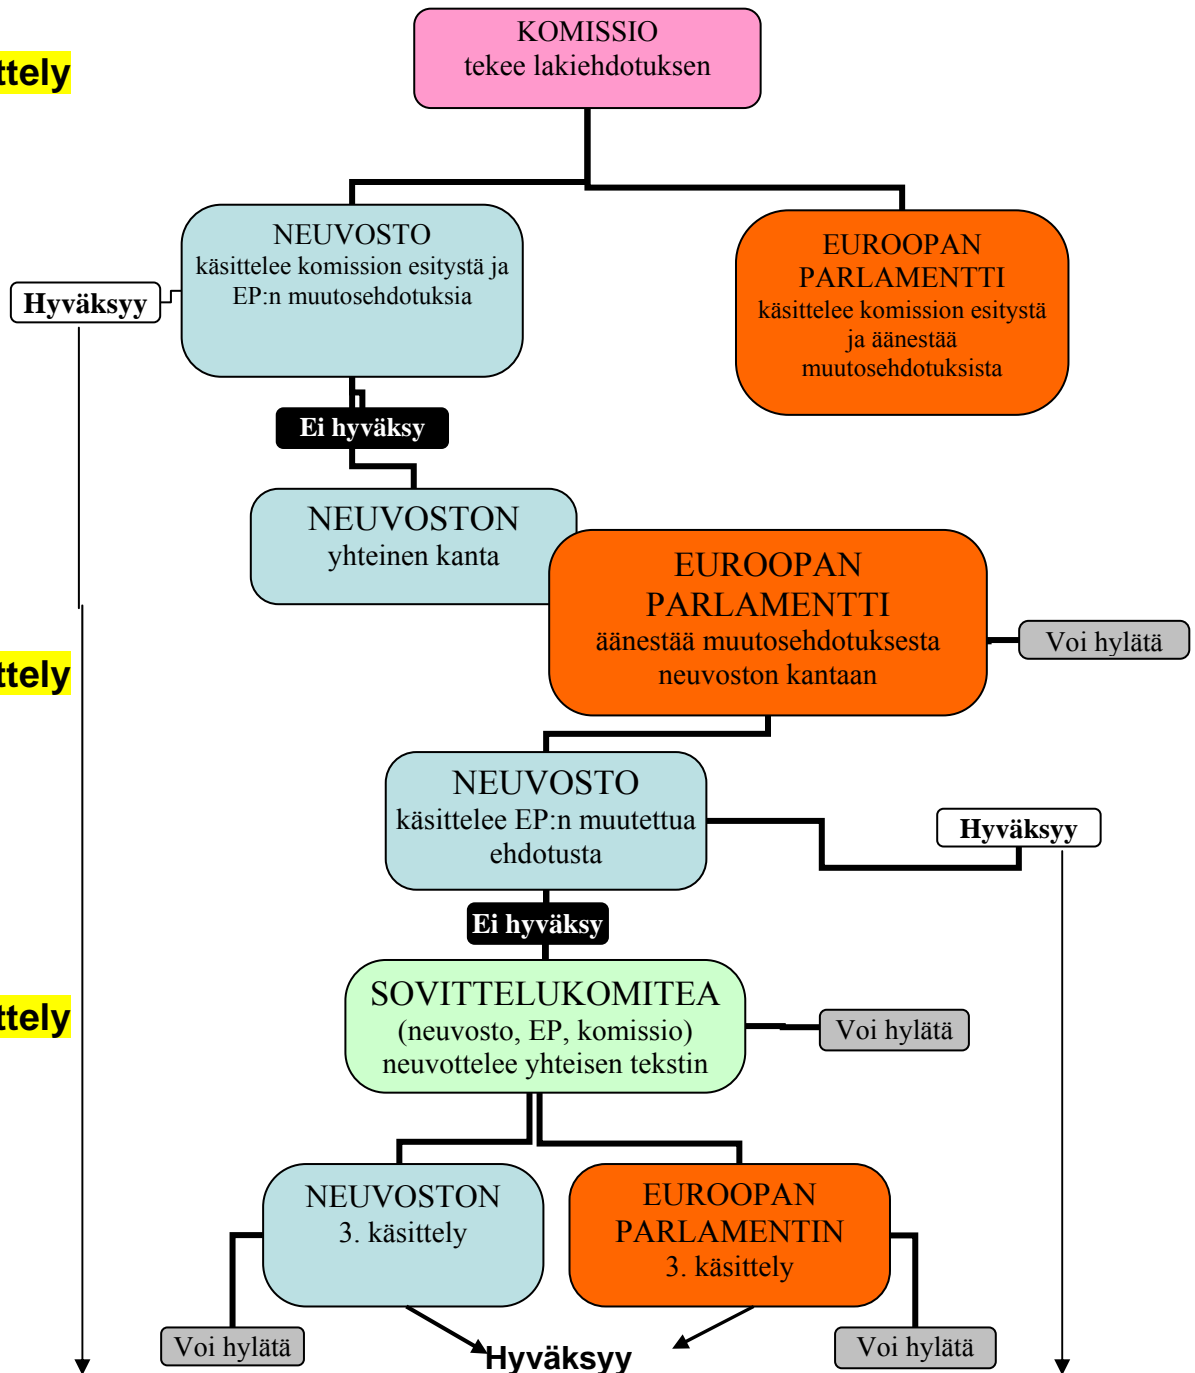 KOMISSIO
tekee lakiehdotuksen
ttely
NEUVOSTO
käsittelee komission esitystä ja
EP:n muutosehdotuksia
EUROOPAN
PARLAMENTTI
käsittelee komission esitystä
ja äänestää
muutosehdotuksista
Hyväksyy
Ei hyväksy
NEUVOSTON
yhteinen kanta
EUROOPAN
PARLAMENTTI
äänestää muutosehdotuksesta
neuvoston kantaan
Voi hylätä
ttely
NEUVOSTO
käsittelee EP:n muutettua
ehdotusta
Hyväksyy
Ei hyväksy
SOVITTELUKOMITEA
(neuvosto, EP, komissio)
neuvottelee yhteisen tekstin
ttely
Voi hylätä
NEUVOSTON
3. käsittely
EUROOPAN
PARLAMENTIN
3. käsittely
Voi hylätä
Hyväksyy
Voi hylätä